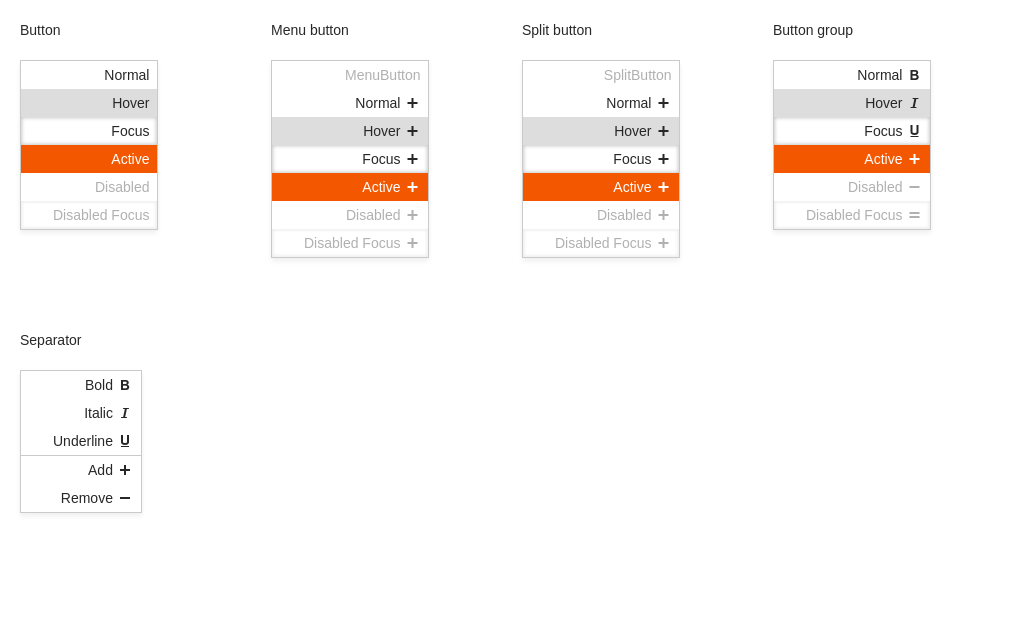 Button
Normal
Hover
Focus
Active
Disabled
Disabled Focus
Menu button
MenuButton
Normal
Hover
Focus
Active
Disabled
Disabled Focus
Split button
SplitButton
Normal
Hover
Focus
Active
Disabled
Disabled Focus
Button group
Normal B
Hover I
Focus U
Active
Disabled
Disabled Focus
Separator
Bold B
Italic I
Underline U
Add
Remove